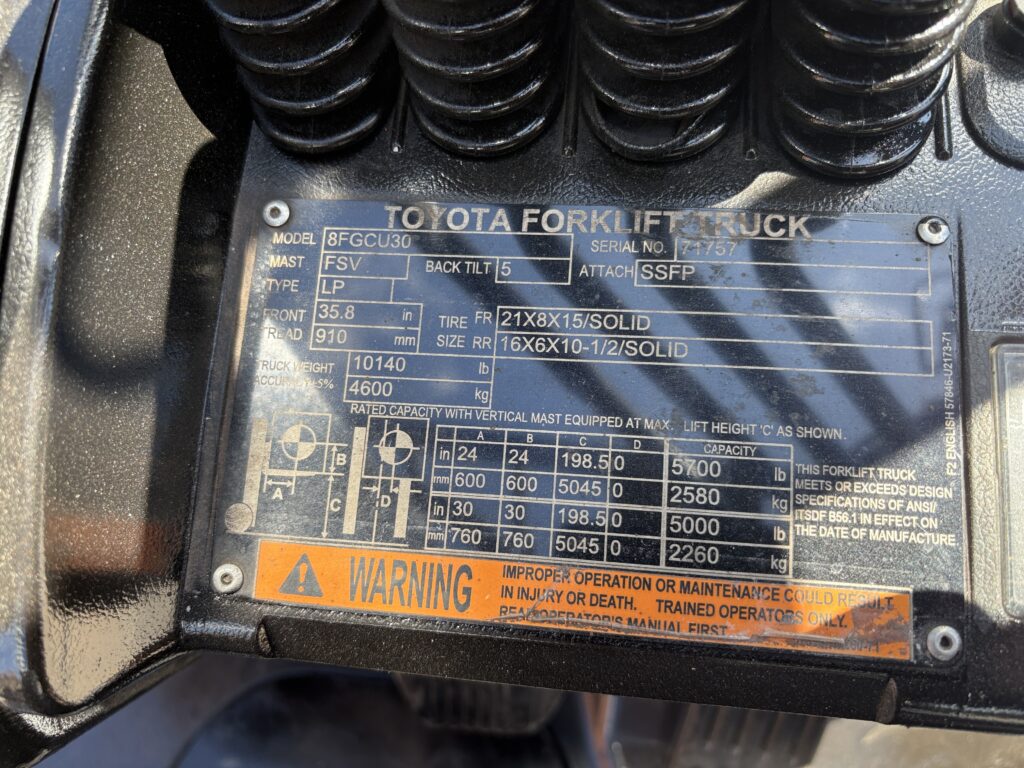 TOYOTA FORKLIFT TRUCK
MODEL 8FGCU30 SERIAL NO. 71757
MAST FSV BACK TILT 5 ATTACH SSFP
TYPE LP
FRONT 35.8 in TIRE FR 21X8X15/SOLID
TREAD 910 mm SIZE RR 16X6X10-1/2/SOLID
TRUCK WEIGHT 10140 lb
ACCURACY ±5% 4600 kg
RATED CAPACITY WITH VERTICAL MAST EQUIPPED AT MAX. LIFT HEIGHT 'C' AS SHOWN.
A B C D CAPACITY
in 24 24 198.5 0 5700 lb
mm 600 600 5045 0 2580 kg
in 30 30 198.5 0 5000 lb
mm 760 760 5045 0 2260 kg
A B C D
THIS FORKLIFT TRUCK
MEETS OR EXCEEDS DESIGN
SPECIFICATIONS OF ANSI/
ITSDF B56.1 IN EFFECT ON
THE DATE OF MANUFACTURE.
F2 ENGLISH 57846-U2173-71
WARNING
IMPROPER OPERATION OR MAINTENANCE COULD RESULT
IN INJURY OR DEATH. TRAINED OPERATORS ONLY.
READ OPERATOR'S MANUAL FIRST.